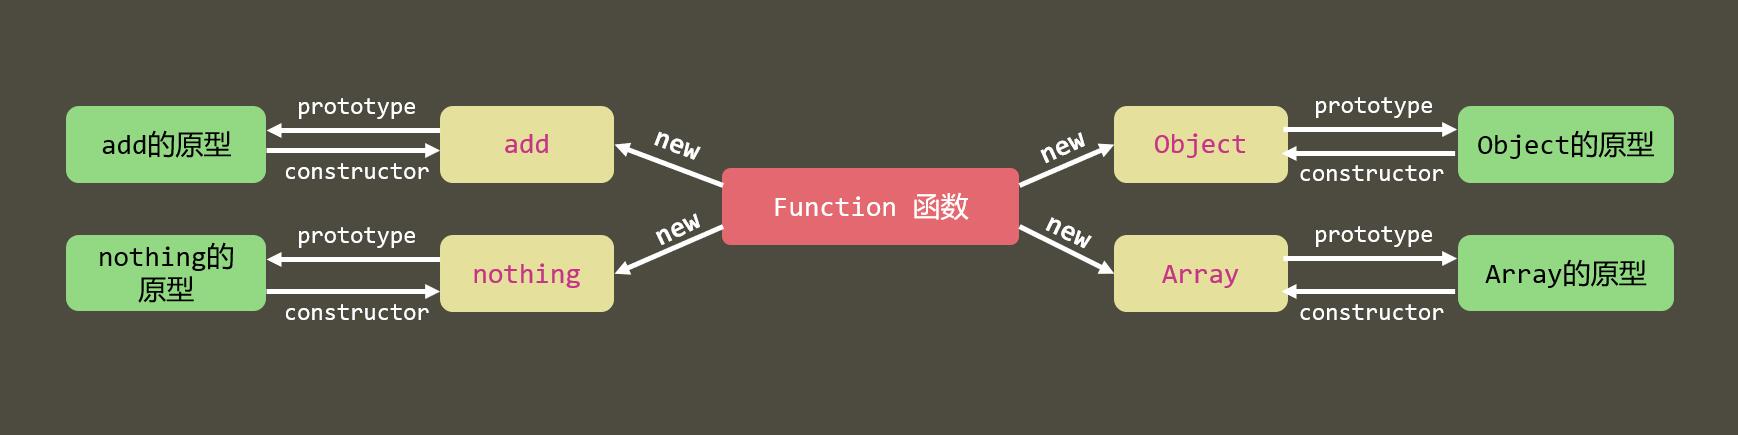 prototype
add的原型
add
constructor
new
prototype
nothing的
原型
nothing
constructor
new
Function 函数
new
Object
prototype
Object的原型
constructor
new
Array
prototype
Array的原型
constructor